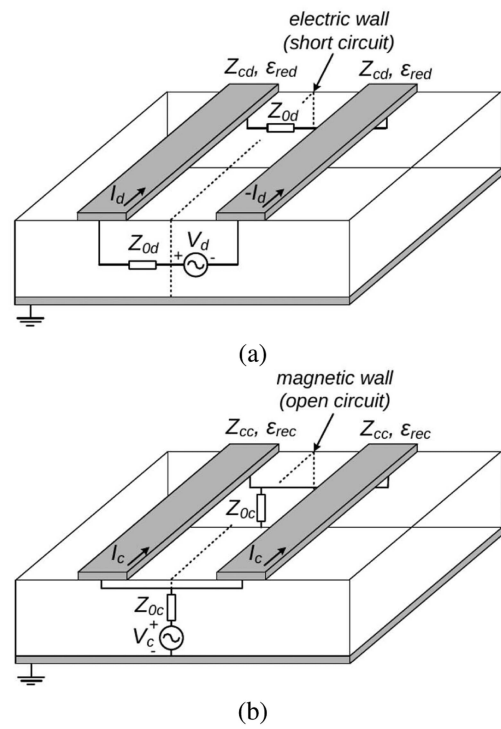 electric wall
(short circuit)
Z_cd, ε_red
Z_cd, ε_red
Z_0d
I_d
-I_d
Z_0d
+
V_d
-
(a)
magnetic wall
(open circuit)
Z_cc, ε_rec
Z_cc, ε_rec
Z_0c
I_c
I_c
Z_0c
+
V_c
-
(b)